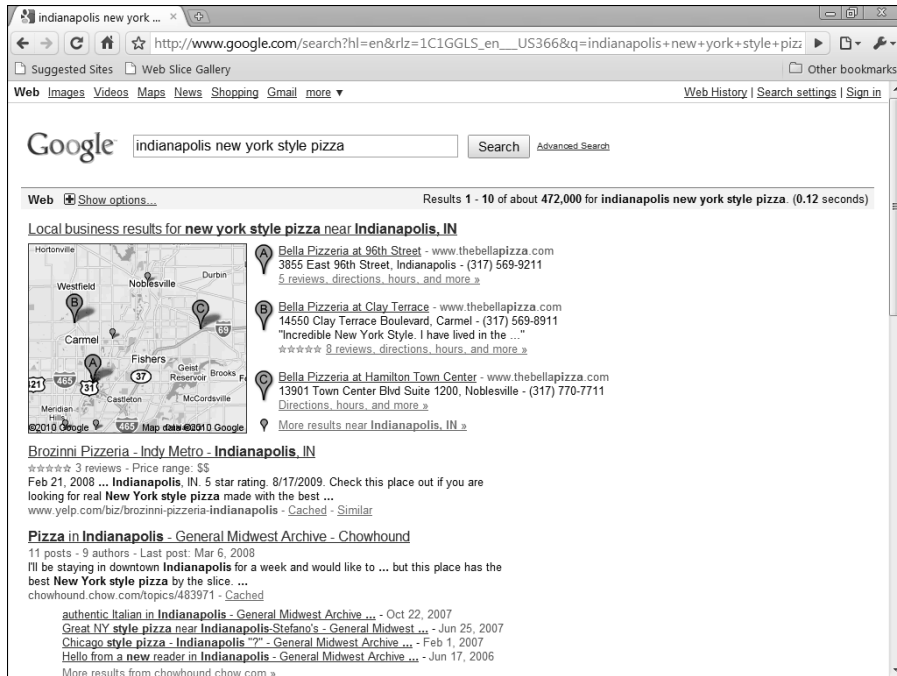 indianapolis new york ...
http://www.google.com/search?hl=en&rlz=1C1GGLS_en___US366&q=indianapolis+new+york+style+pizz
Suggested Sites Web Slice Gallery Other bookmarks
Web Images Videos Maps News Shopping Gmail more ▼ Web History | Search settings | Sign in
Google indianapolis new york style pizza Search Advanced Search
Web Show options... Results 1 - 10 of about 472,000 for indianapolis new york style pizza. (0.12 seconds)
Local business results for new york style pizza near Indianapolis, IN
Hortonville
Westfield
Noblesville
Durbin
B
C
69
Carmel
A
Fishers
Geist
Reservoir
Brooks
Fo
37
421
465
31
Castleton
McCordsville
Meridian
Hills
465
©2010 Google Map data ©2010 Google
A Bella Pizzeria at 96th Street - www.thebellapizza.com
3855 East 96th Street, Indianapolis - (317) 569-9211
5 reviews, directions, hours, and more »
B Bella Pizzeria at Clay Terrace - www.thebellapizza.com
14550 Clay Terrace Boulevard, Carmel - (317) 569-8911
"Incredible New York Style. I have lived in the ..."
8 reviews, directions, hours, and more »
C Bella Pizzeria at Hamilton Town Center - www.thebellapizza.com
13901 Town Center Blvd Suite 1200, Noblesville - (317) 770-7711
Directions, hours, and more »
More results near Indianapolis, IN »
Brozinni Pizzeria - Indy Metro - Indianapolis, IN
3 reviews - Price range: $$
Feb 21, 2008 ... Indianapolis, IN. 5 star rating. 8/17/2009. Check this place out if you are
looking for real New York style pizza made with the best ...
www.yelp.com/biz/brozinni-pizzeria-indianapolis - Cached - Similar
Pizza in Indianapolis - General Midwest Archive - Chowhound
11 posts - 9 authors - Last post: Mar 6, 2008
I'll be staying in downtown Indianapolis for a week and would like to ... but this place has the
best New York style pizza by the slice. ...
chowhound.chow.com/topics/483971 - Cached
authentic Italian in Indianapolis - General Midwest Archive ... - Oct 22, 2007
Great NY style pizza near Indianapolis-Stefano's - General Midwest ... - Jun 25, 2007
Chicago style pizza - Indianapolis "?" - General Midwest Archive ... - Feb 1, 2007
Hello from a new reader in Indianapolis - General Midwest Archive ... - Jun 17, 2006
More results from chowhound.chow.com »